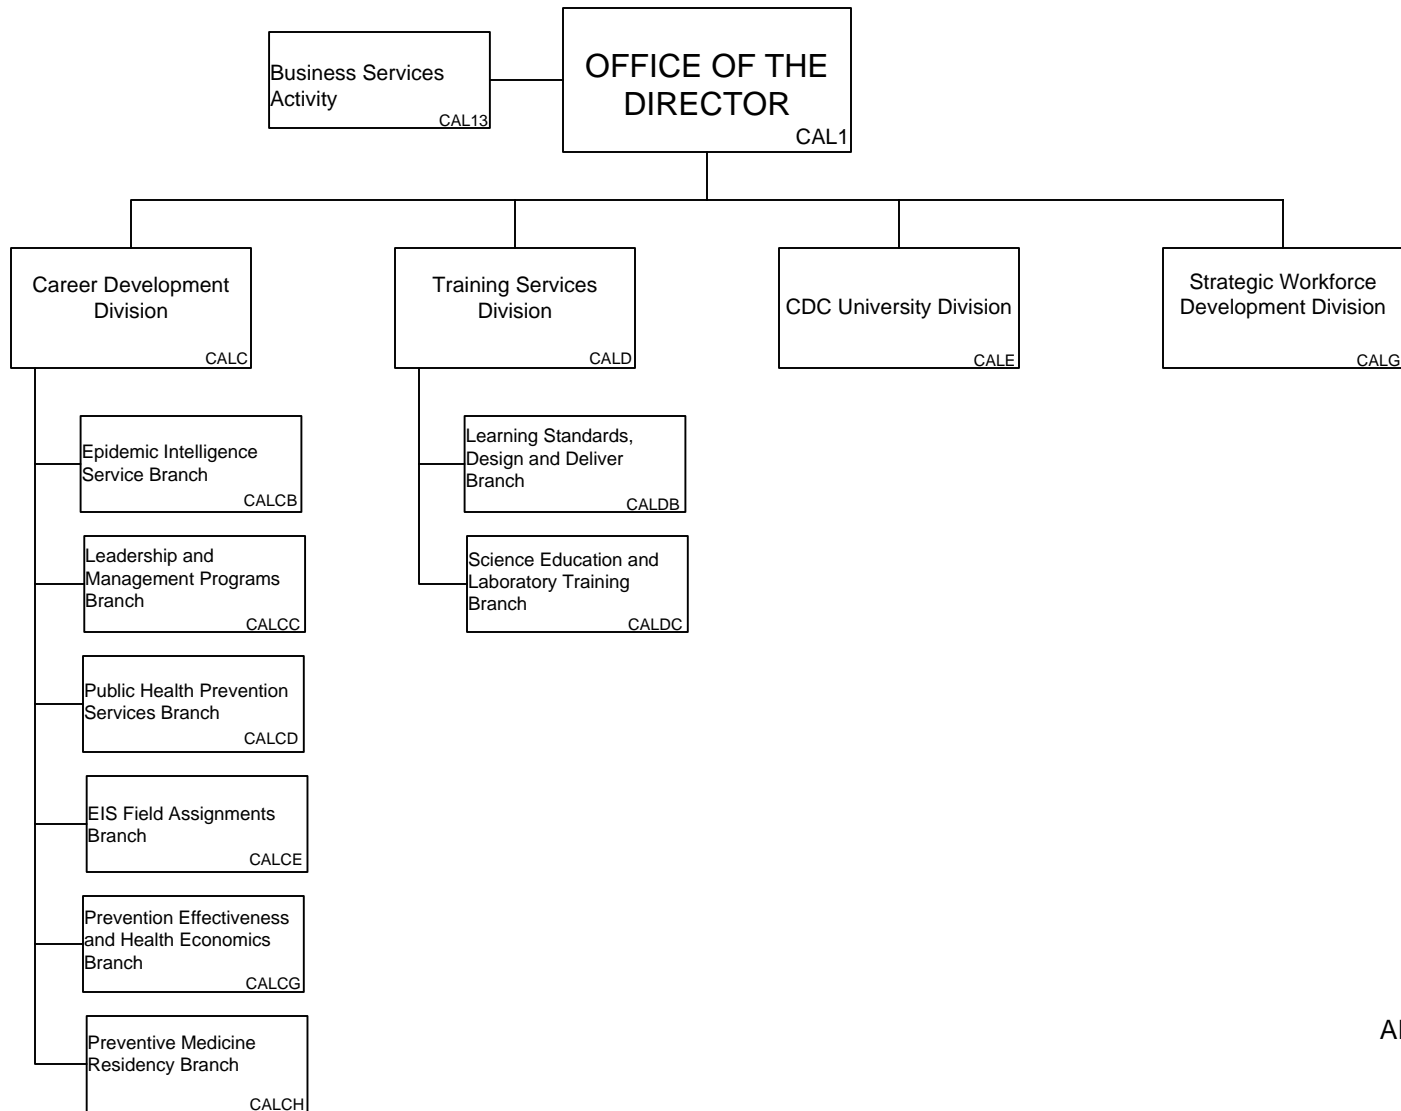 Business Services
Activity
CAL13
OFFICE OF THE
DIRECTOR
CAL1
Career Development
Division
CALC
Training Services
Division
CALD
CDC University Division
CALE
Strategic Workforce
Development Division
CALG
Epidemic Intelligence
Service Branch
CALCB
Leadership and
Management Programs
Branch
CALCC
Public Health Prevention
Services Branch
CALCD
EIS Field Assignments
Branch
CALCE
Prevention Effectiveness
and Health Economics
Branch
CALCG
Preventive Medicine
Residency Branch
CALCH
Learning Standards,
Design and Deliver
Branch
CALDB
Science Education and
Laboratory Training
Branch
CALDC